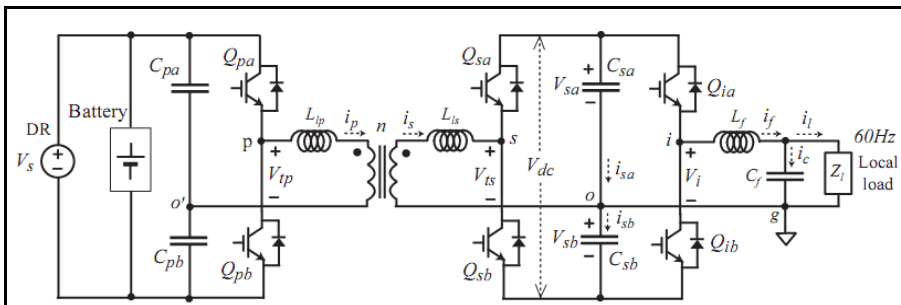 DR
V_s
Battery
C_pa
C_pb
Q_pa
Q_pb
p
o'
L_lp
i_p
n
i_s
L_ls
+
V_tp
−
+
V_ts
−
s
Q_sa
Q_sb
V_dc
+
V_sa
−
C_sa
i_sa
o
i_sb
+
V_sb
−
C_sb
Q_ia
Q_ib
i
+
V_i
−
L_f
i_f
i_l
i_c
C_f
g
60Hz
Z_l
Local
load